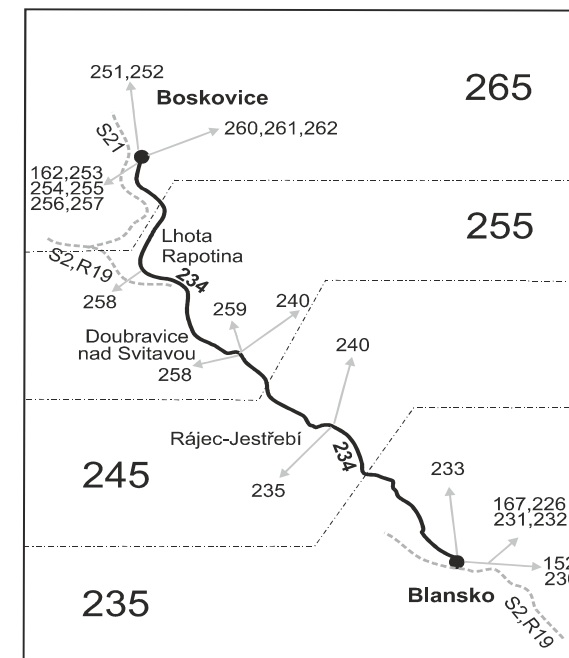 251,252
265
Boskovice
S21
260,261,262
162,253
254,255
256,257
255
Lhota
Rapotina
S2,R19
234
258
259
240
Doubravice
nad Svitavou
258
240
Rájec-Jestřebí
234
245
235
233
167,226
231,232
152
235
Blansko
S2,R19